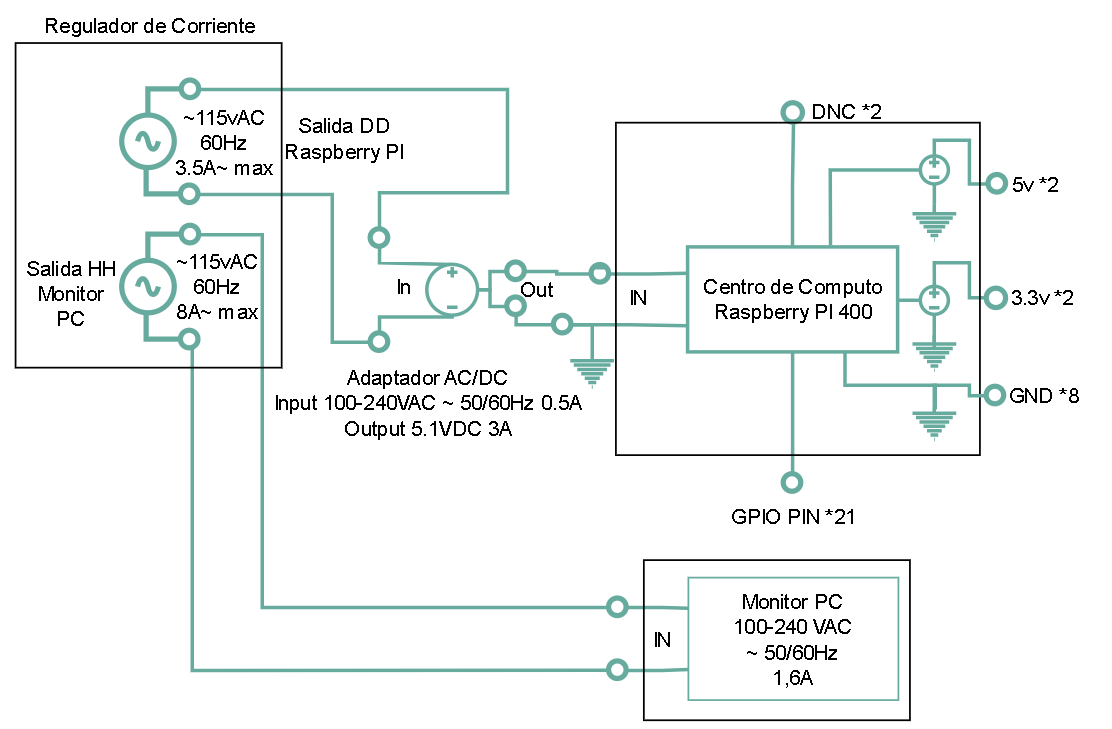 Regulador de Corriente
~115vAC
60Hz
3.5A~ max
Salida DD
Raspberry PI
Salida HH
Monitor
PC
~115vAC
60Hz
8A~ max
In
Out
Adaptador AC/DC
Input 100-240VAC ~ 50/60Hz 0.5A
Output 5.1VDC 3A
DNC *2
IN
Centro de Computo
Raspberry PI 400
5v *2
3.3v *2
GND *8
GPIO PIN *21
IN
Monitor PC
100-240 VAC
~ 50/60Hz
1,6A